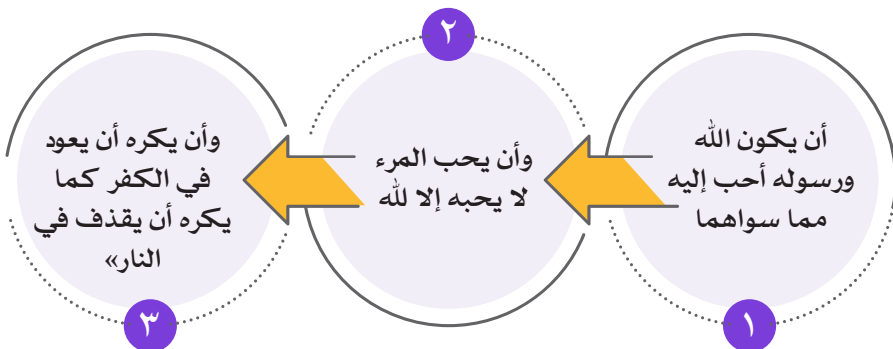 ١
أن يكون الله
ورسوله أحب إليه
مما سواهما
٢
وأن يحب المرء
لا يحبه إلا لله
٣
وأن يكره أن يعود
في الكفر كما
يكره أن يقذف في
النار»